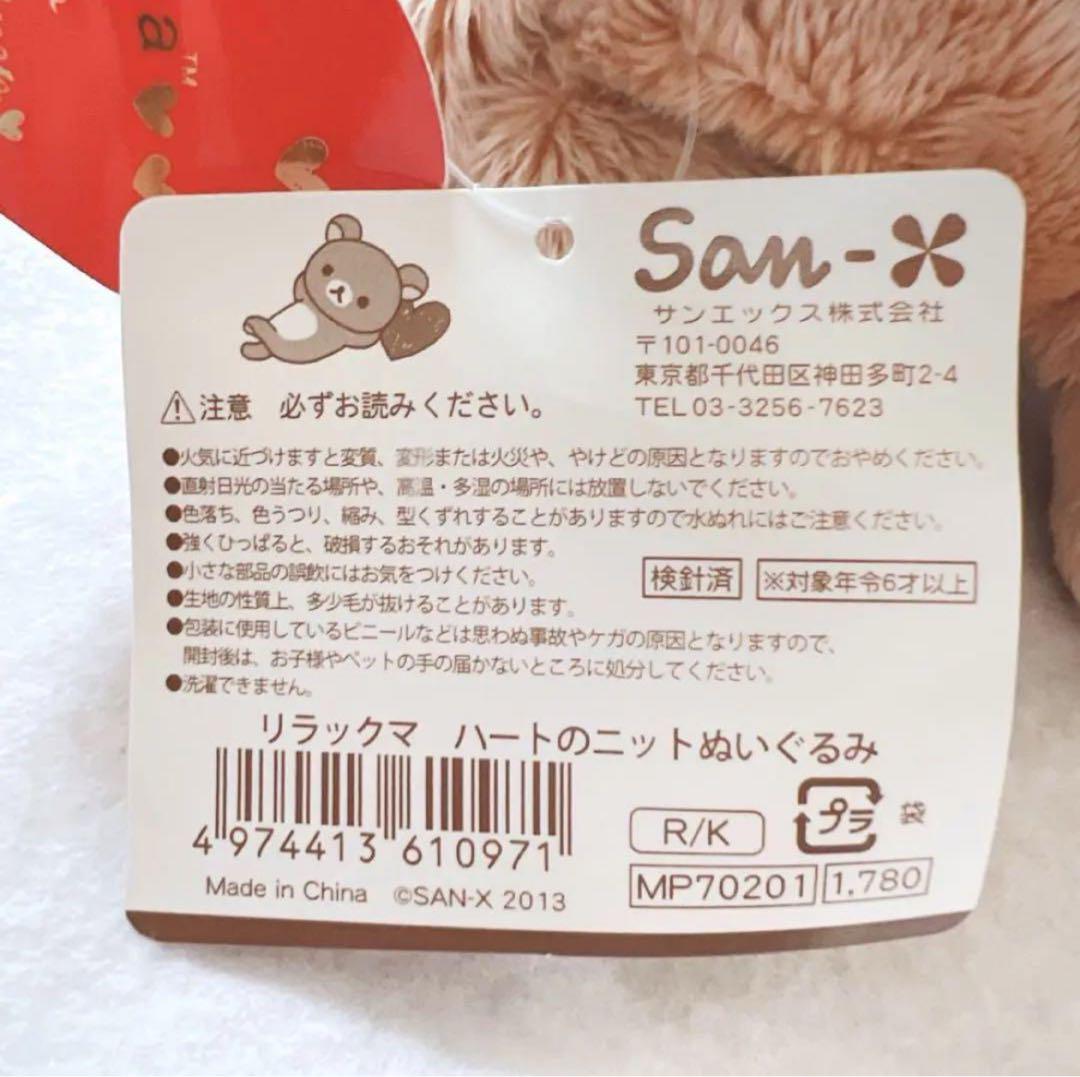 a™
San-X
サンエックス株式会社
〒101-0046
東京都千代田区神田多町2-4
TEL 03-3256-7623
注意 必ずお読みください。
●火気に近づけますと変質、変形または火災や、やけどの原因となりますのでおやめください。
●直射日光の当たる場所や、高温・多湿の場所には放置しないでください。
●色落ち、色うつり、縮み、型くずれすることがありますので水ぬれにはご注意ください。
●強くひっぱると、破損するおそれがあります。
●小さな部品の誤飲にはお気をつけください。
●生地の性質上、多少毛が抜けることがあります。
検針済 ※対象年令6才以上
●包装に使用しているビニールなどは思わぬ事故やケガの原因となりますので、
開封後は、お子様やペットの手の届かないところに処分してください。
●洗濯できません。
リラックマ ハートのニットぬいぐるみ
4 974413 610971
Made in China ©SAN-X 2013
R/K
プラ 袋
MP70201 1,780